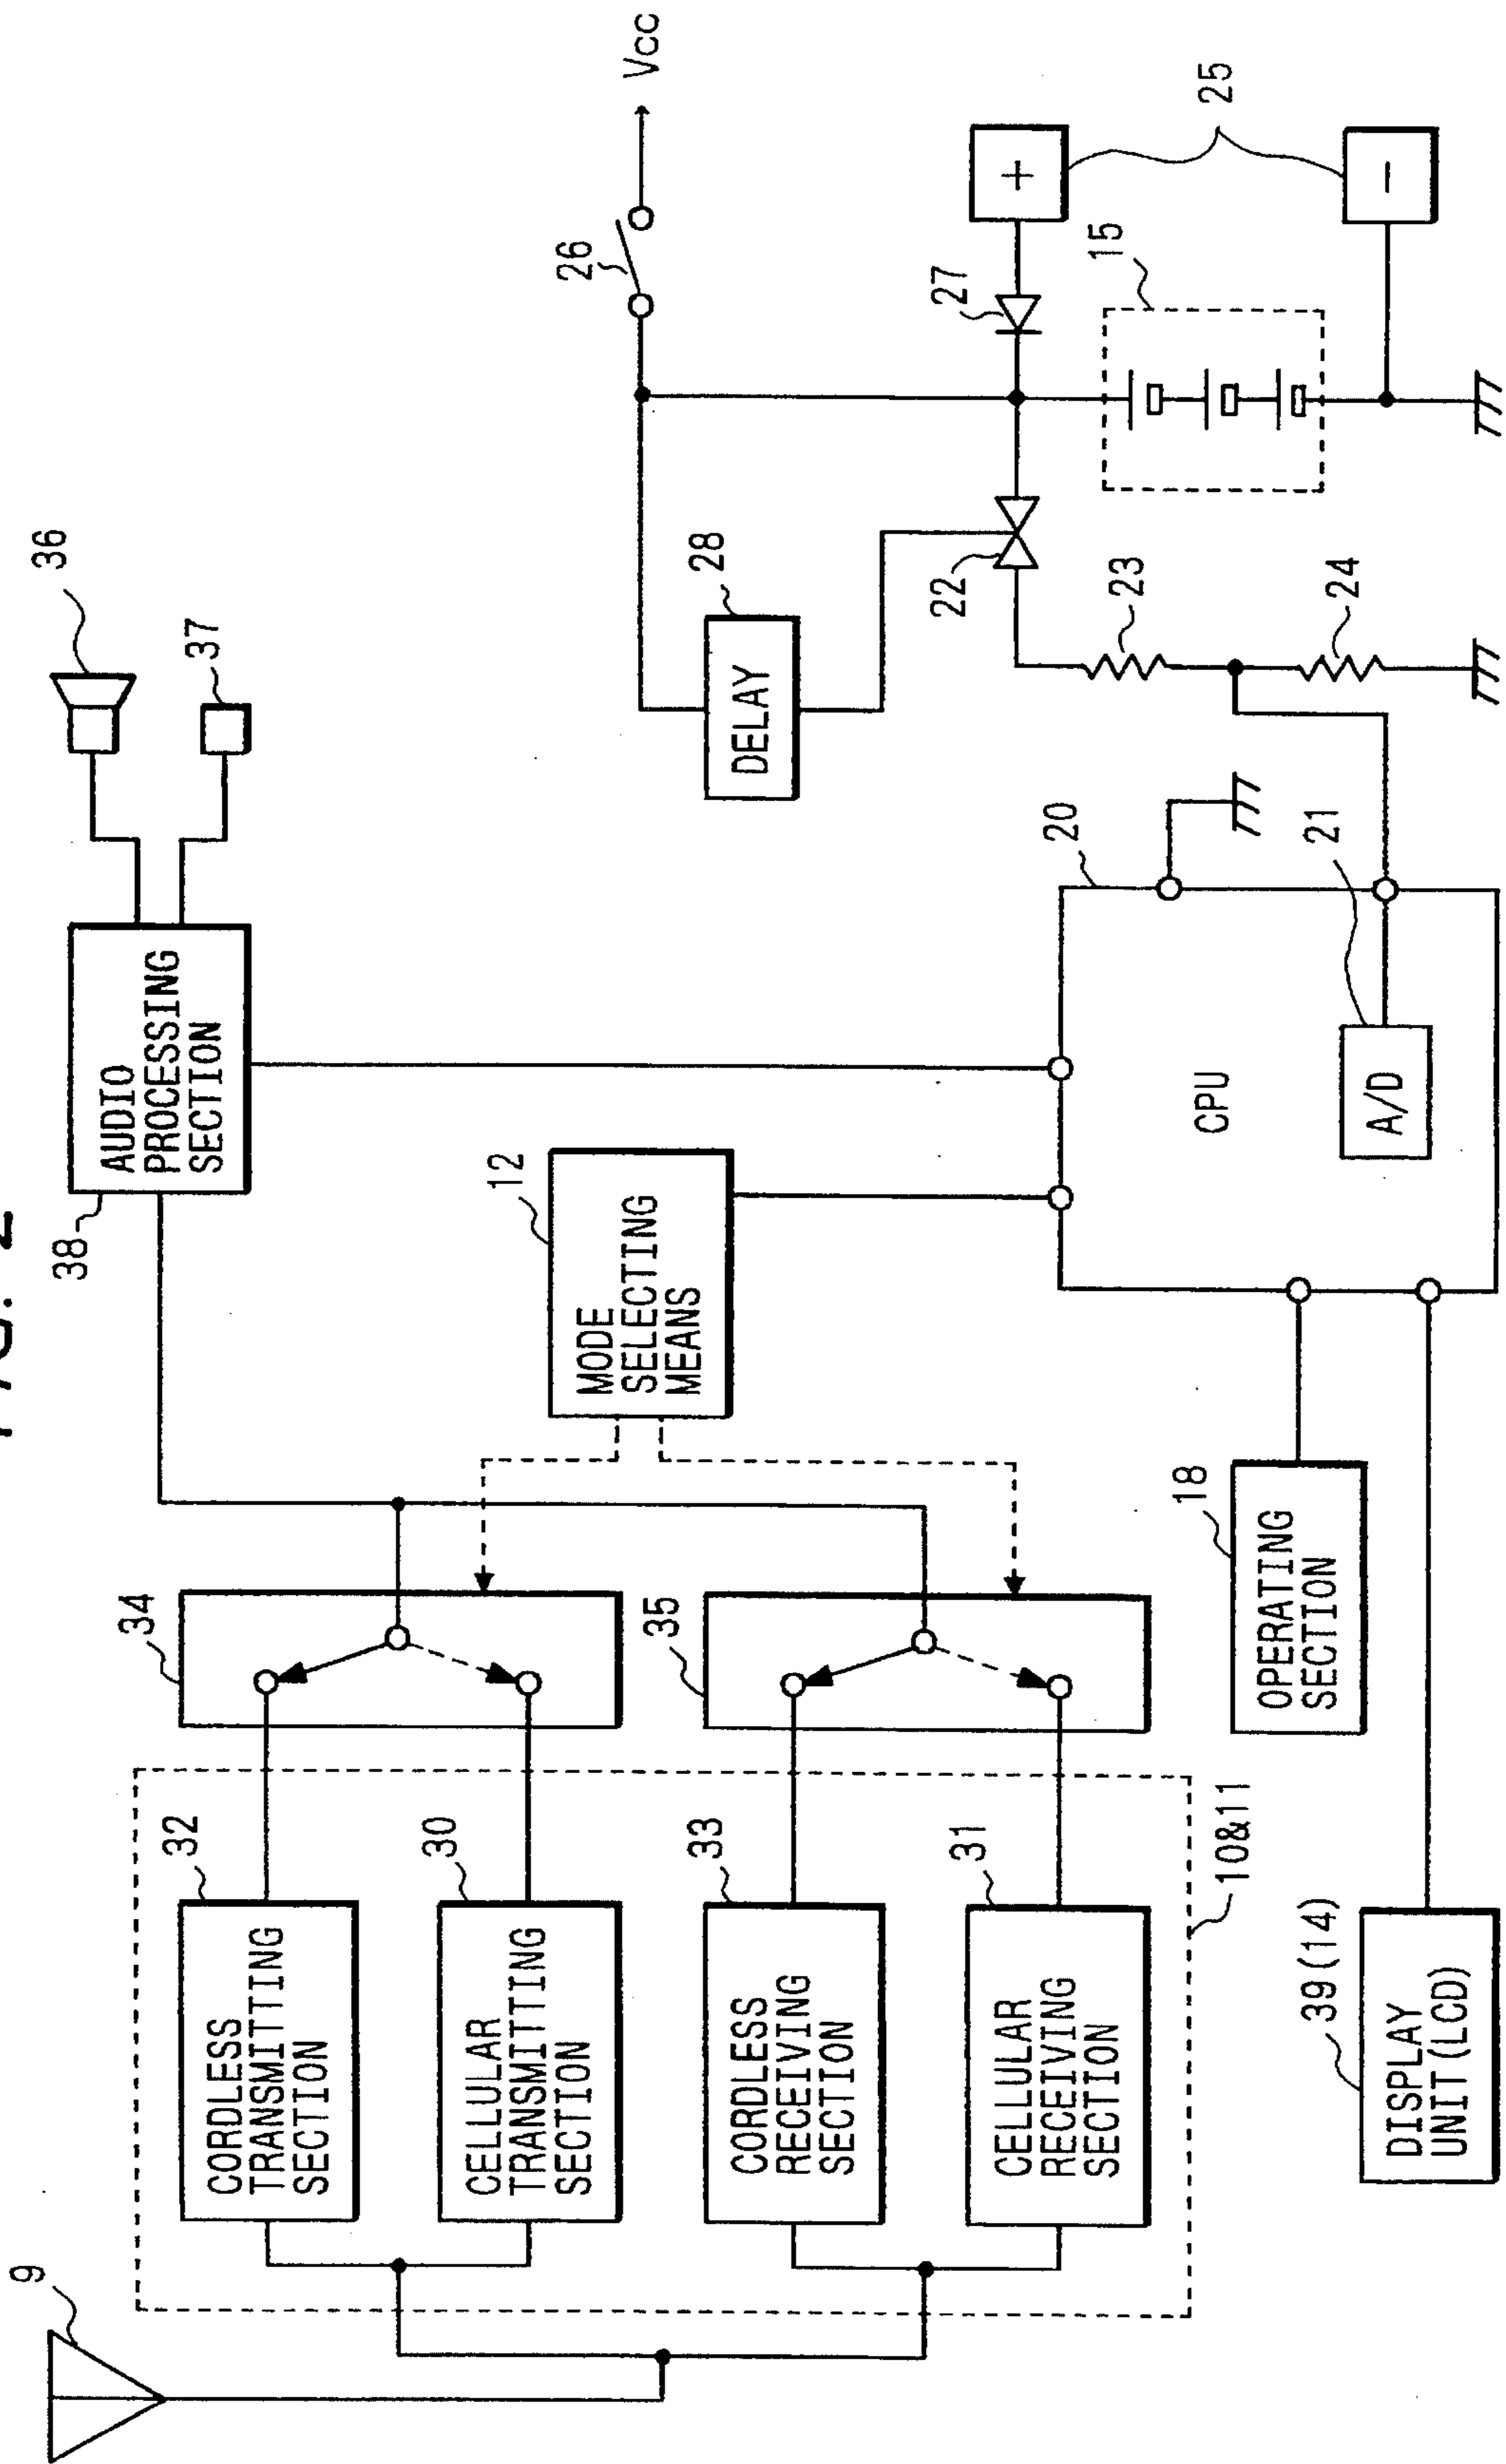 FIG. 2
9
32
CORDLESS
TRANSMITTING
SECTION
30
CELLULAR
TRANSMITTING
SECTION
33
CORDLESS
RECEIVING
SECTION
31
CELLULAR
RECEIVING
SECTION
10&11
34
35
38
AUDIO
PROCESSING
SECTION
36
37
12
MODE
SELECTING
MEANS
39(14)
DISPLAY
UNIT(LCD)
18
OPERATING
SECTION
20
CPU
21
A/D
28
DELAY
22
23
24
26
Vcc
27
15
25
+
−